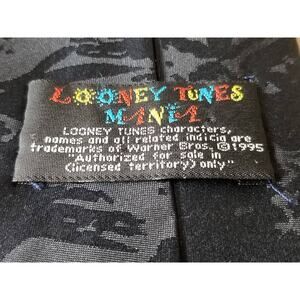 LOONEY TUNES
MANIA
LOONEY TUNES characters,
names and all related indicia are
trademarks of Warner Bros. ©1995
"Authorized for sale in
(licensed territory) only"